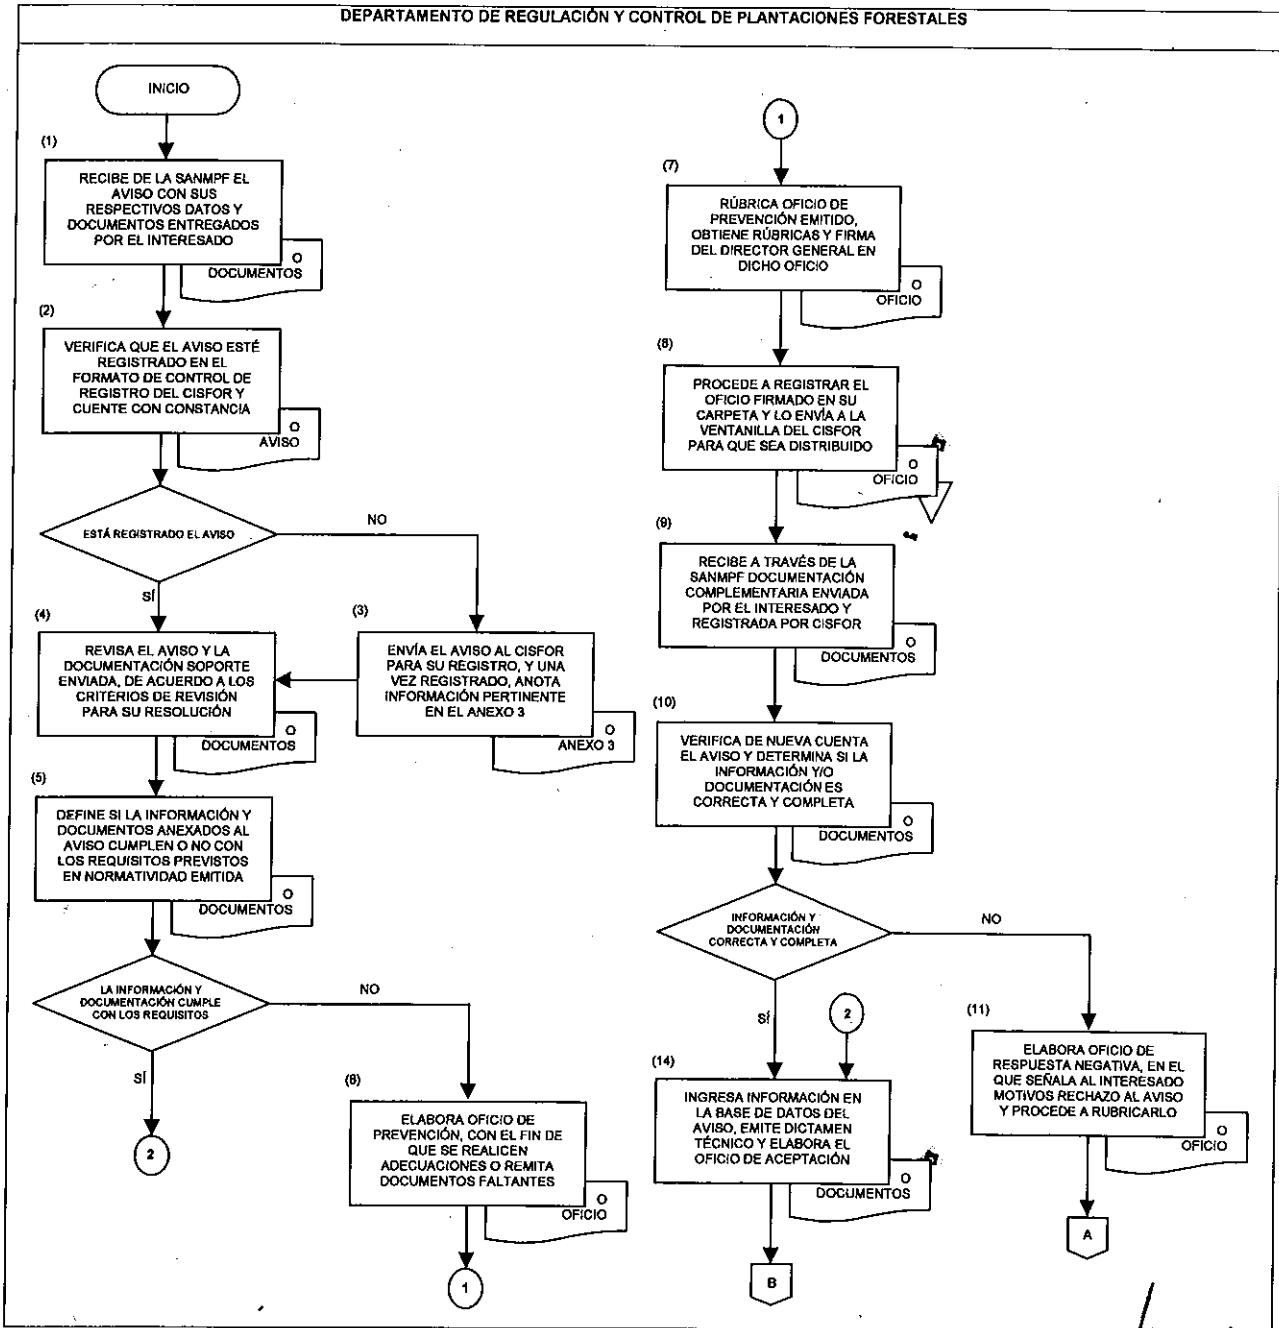 DEPARTAMENTO DE REGULACIÓN Y CONTROL DE PLANTACIONES FORESTALES
INICIO
(1)
RECIBE DE LA SANMPF EL
AVISO CON SUS
RESPECTIVOS DATOS Y
DOCUMENTOS ENTREGADOS
POR EL INTERESADO
O
DOCUMENTOS
(2)
VERIFICA QUE EL AVISO ESTÉ
REGISTRADO EN EL
FORMATO DE CONTROL DE
REGISTRO DEL CISFOR Y
CUENTE CON CONSTANCIA
O
AVISO
ESTÁ REGISTRADO EL AVISO
NO
SÍ
(4)
REVISA EL AVISO Y LA
DOCUMENTACIÓN SOPORTE
ENVIADA, DE ACUERDO A LOS
CRITERIOS DE REVISIÓN
PARA SU RESOLUCIÓN
O
DOCUMENTOS
(3)
ENVÍA EL AVISO AL CISFOR
PARA SU REGISTRO, Y UNA
VEZ REGISTRADO, ANOTA
INFORMACIÓN PERTINENTE
EN EL ANEXO 3
O
ANEXO 3
(5)
DEFINE SI LA INFORMACIÓN Y
DOCUMENTOS ANEXADOS AL
AVISO CUMPLEN O NO CON
LOS REQUISITOS PREVISTOS
EN NORMATIVIDAD EMITIDA
O
DOCUMENTOS
LA INFORMACIÓN Y
DOCUMENTACIÓN CUMPLE
CON LOS REQUISITOS
NO
SÍ
2
(6)
ELABORA OFICIO DE
PREVENCIÓN, CON EL FIN DE
QUE SE REALICEN
ADECUACIONES O REMITA
DOCUMENTOS FALTANTES
O
OFICIO
1
1
(7)
RÚBRICA OFICIO DE
PREVENCIÓN EMITIDO,
OBTIENE RÚBRICAS Y FIRMA
DEL DIRECTOR GENERAL EN
DICHO OFICIO
O
OFICIO
(8)
PROCEDE A REGISTRAR EL
OFICIO FIRMADO EN SU
CARPETA Y LO ENVÍA A LA
VENTANILLA DEL CISFOR
PARA QUE SEA DISTRIBUIDO
O
OFICIO
(9)
RECIBE A TRAVÉS DE LA
SANMPF DOCUMENTACIÓN
COMPLEMENTARIA ENVIADA
POR EL INTERESADO Y
REGISTRADA POR CISFOR
O
DOCUMENTOS
(10)
VERIFICA DE NUEVA CUENTA
EL AVISO Y DETERMINA SI LA
INFORMACIÓN Y/O
DOCUMENTACIÓN ES
CORRECTA Y COMPLETA
O
DOCUMENTOS
INFORMACIÓN Y
DOCUMENTACIÓN
CORRECTA Y COMPLETA
NO
SÍ
2
(14)
INGRESA INFORMACIÓN EN
LA BASE DE DATOS DEL
AVISO, EMITE DICTAMEN
TÉCNICO Y ELABORA EL
OFICIO DE ACEPTACIÓN
O
DOCUMENTOS
B
(11)
ELABORA OFICIO DE
RESPUESTA NEGATIVA, EN EL
QUE SEÑALA AL INTERESADO
MOTIVOS RECHAZO AL AVISO
Y PROCEDE A RUBRICARLO
O
OFICIO
A